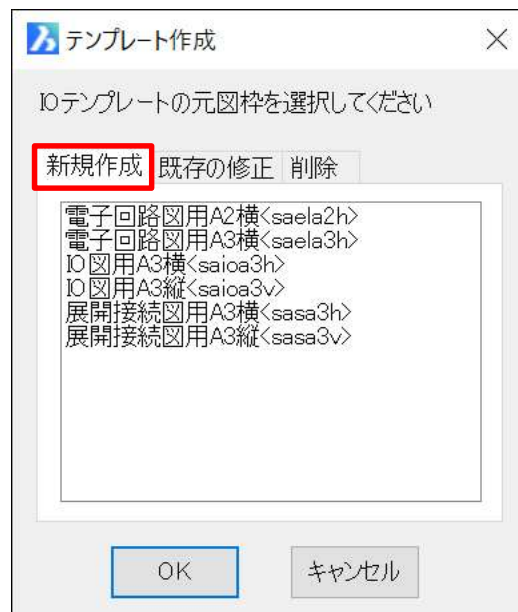 テンプレート作成
IOテンプレートの元図枠を選択してください
新規作成 既存の修正 削除
電子回路図用A2横<saela2h>
電子回路図用A3横<saela3h>
IO図用A3横<saioa3h>
IO図用A3縦<saioa3v>
展開接続図用A3横<sasa3h>
展開接続図用A3縦<sasa3v>
OK キャンセル